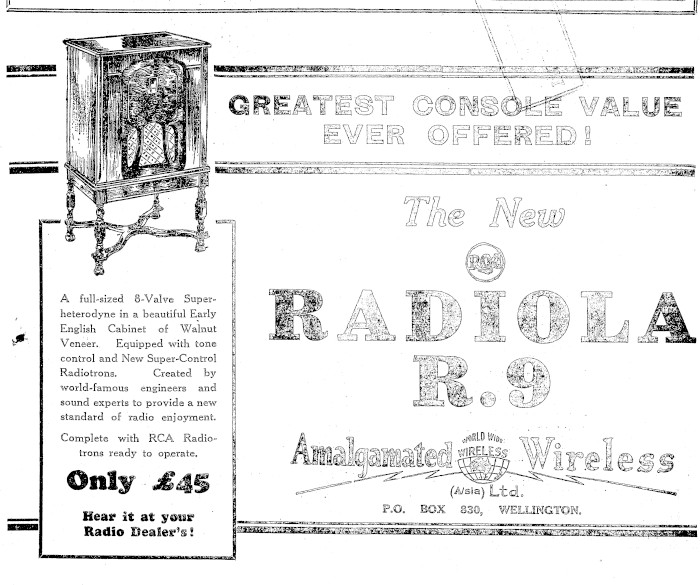 GREATEST CONSOLE VALUE
EVER OFFERED!
The New
RCA
RADIOLA
R.9
A full-sized 8-Valve Super-
heterodyne in a beautiful Early
English Cabinet of Walnut
Veneer. Equipped with tone
control and New Super-Control
Radiotrons. Created by
world-famous engineers and
sound experts to provide a new
standard of radio enjoyment.
Complete with RCA Radio-
trons ready to operate.
Only £45
Hear it at your
Radio Dealer's!
Amalgamated Wireless
WORLD WIDE
WIRELESS
(A/sia) Ltd.
P.O. BOX 830, WELLINGTON.